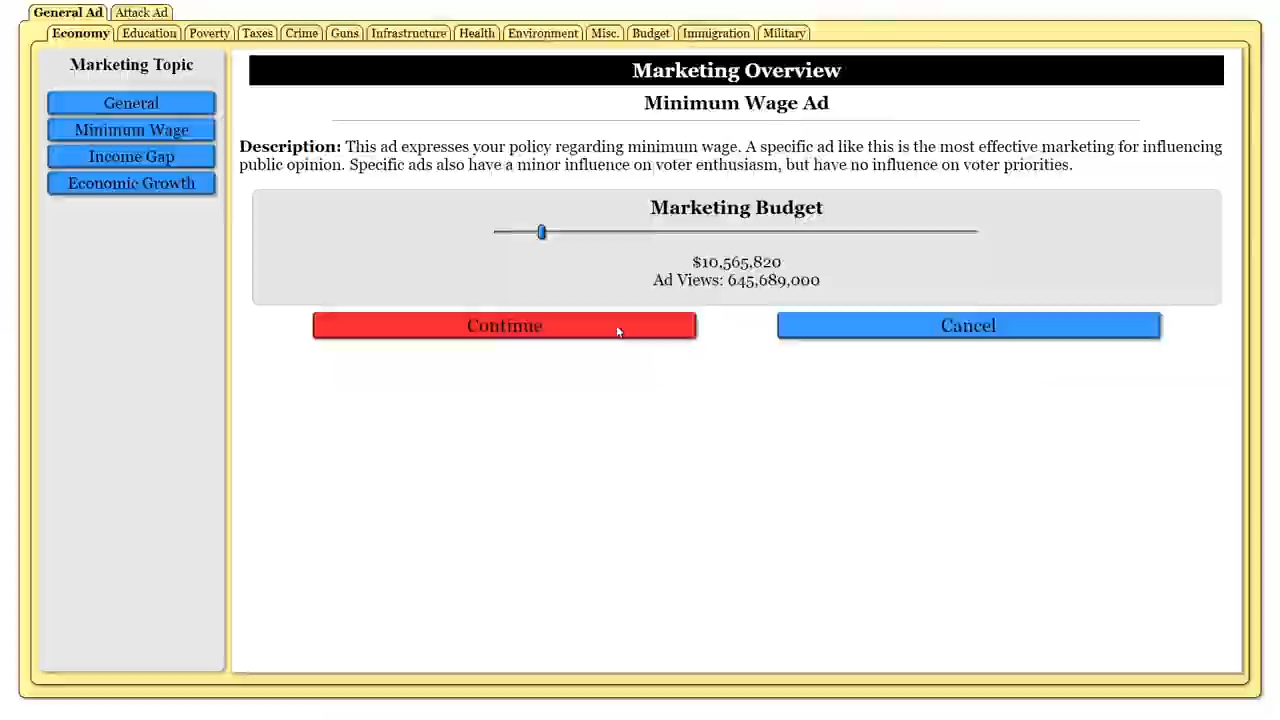 General Ad Attack Ad
Economy Education Poverty Taxes Crime Guns Infrastructure Health Environment Misc. Budget Immigration Military
Marketing Topic
General
Minimum Wage
Income Gap
Economic Growth
Marketing Overview
Minimum Wage Ad
Description: This ad expresses your policy regarding minimum wage. A specific ad like this is the most effective marketing for influencing
public opinion. Specific ads also have a minor influence on voter enthusiasm, but have no influence on voter priorities.
Marketing Budget
$10,565,820
Ad Views: 645,689,000
Continue Cancel